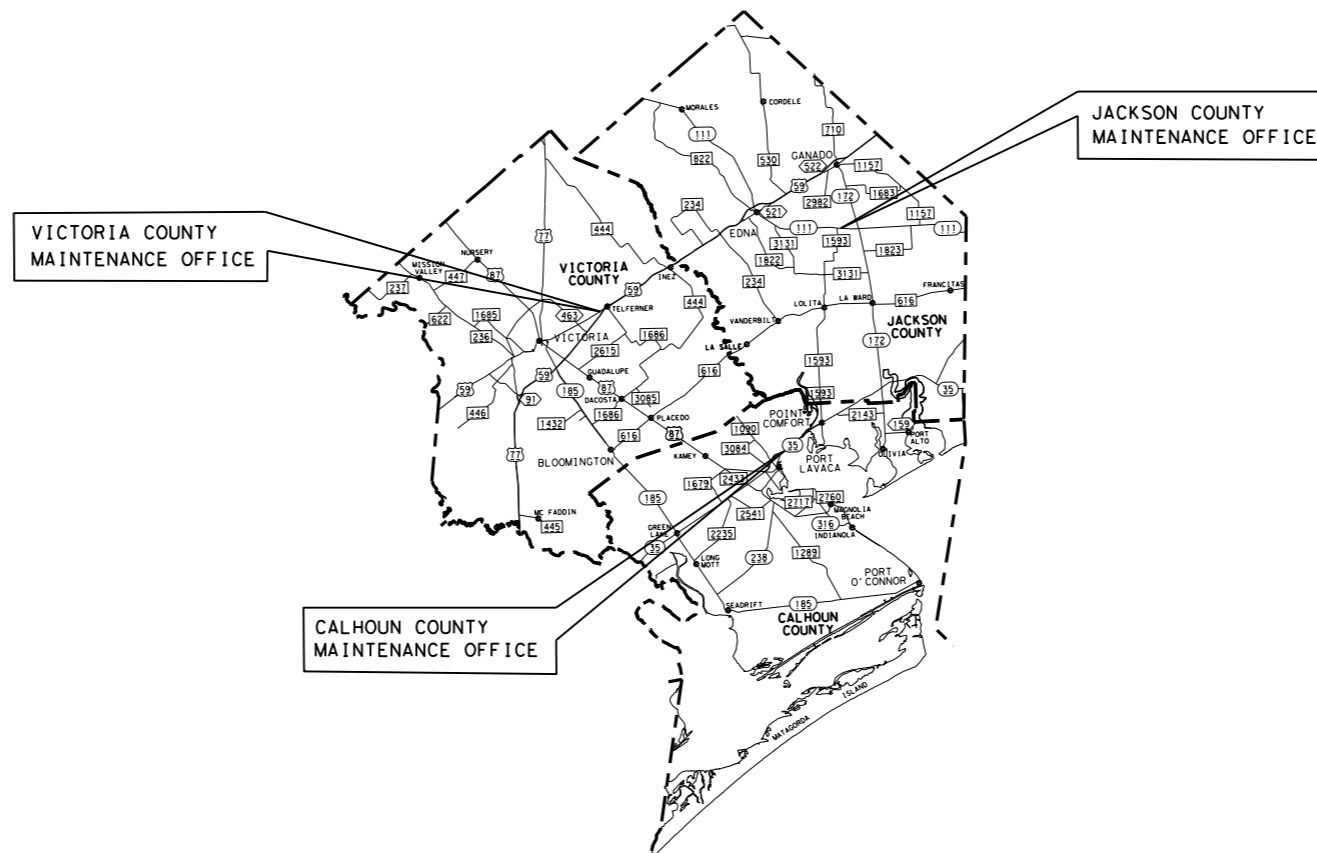 MORALES
CORDELE
JACKSON COUNTY
MAINTENANCE OFFICE
111
710
822
530
GANADO
522
1157
59
172
1683
2982
234
521
1157
EDNA
111
111
VICTORIA COUNTY
MAINTENANCE OFFICE
444
77
1593
3131
1822
1823
NURSERY
MISSION
VALLEY
447
87
VICTORIA
COUNTY
INEZ
3131
237
59
234
FRANCITAS
TELFERNER
444
LOLITA
LA WARD
616
622
1685
463
VANDERBILT
JACKSON
COUNTY
236
VICTORIA
1686
LA SALLE
172
2615
GUADALUPE
616
1593
59
59
185
87
91
DACOSTA
3085
1593
35
446
1686
PLACEDO
POINT
COMFORT
2143
1432
616
87
1090
159
PORT
ALTO
77
BLOOMINGTON
KAMEY
3084
35
PORT
LAVACA
OLIVIA
1679
2433
185
2717
2760
MAGNOLIA
BEACH
MC FADDIN
445
2541
316
INDIANOLA
GREEN
LAKE
2235
35
LONG
MOTT
238
1289
PORT
O'CONNOR
SEADRIFT
185
CALHOUN
COUNTY
CALHOUN COUNTY
MAINTENANCE OFFICE
MATAGORDA
ISLAND